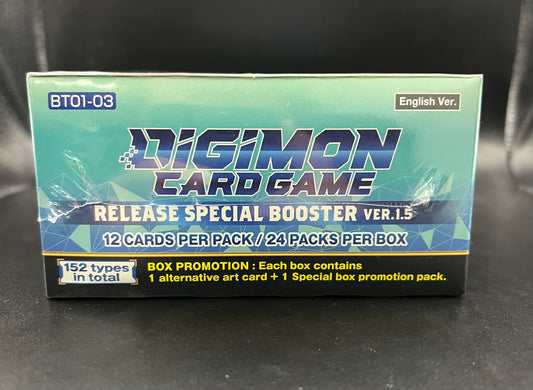 BT01-03
English Ver.
DIGIMON
CARD GAME
RELEASE SPECIAL BOOSTER VER.1.5
12 CARDS PER PACK / 24 PACKS PER BOX
152 types
in total
BOX PROMOTION : Each box contains
1 alternative art card + 1 Special box promotion pack.